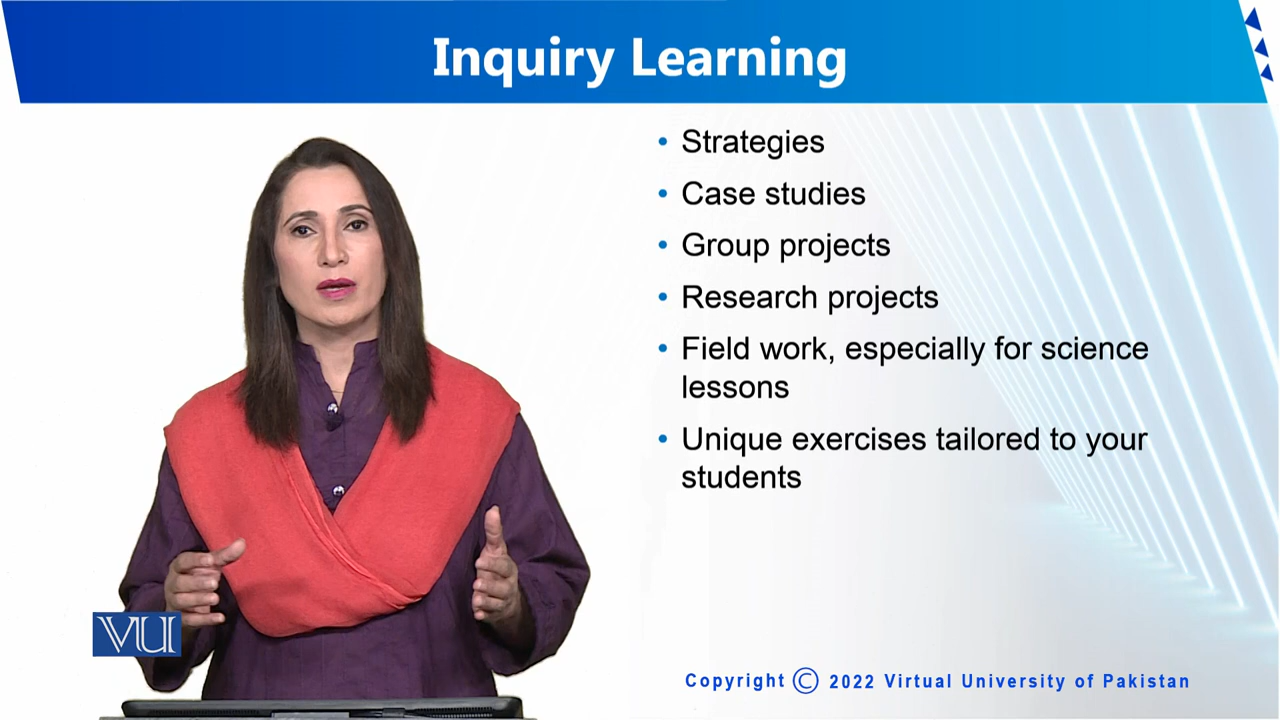 Inquiry Learning
• Strategies
• Case studies
• Group projects
• Research projects
• Field work, especially for science
lessons
• Unique exercises tailored to your
students
VU
Copyright © 2022 Virtual University of Pakistan